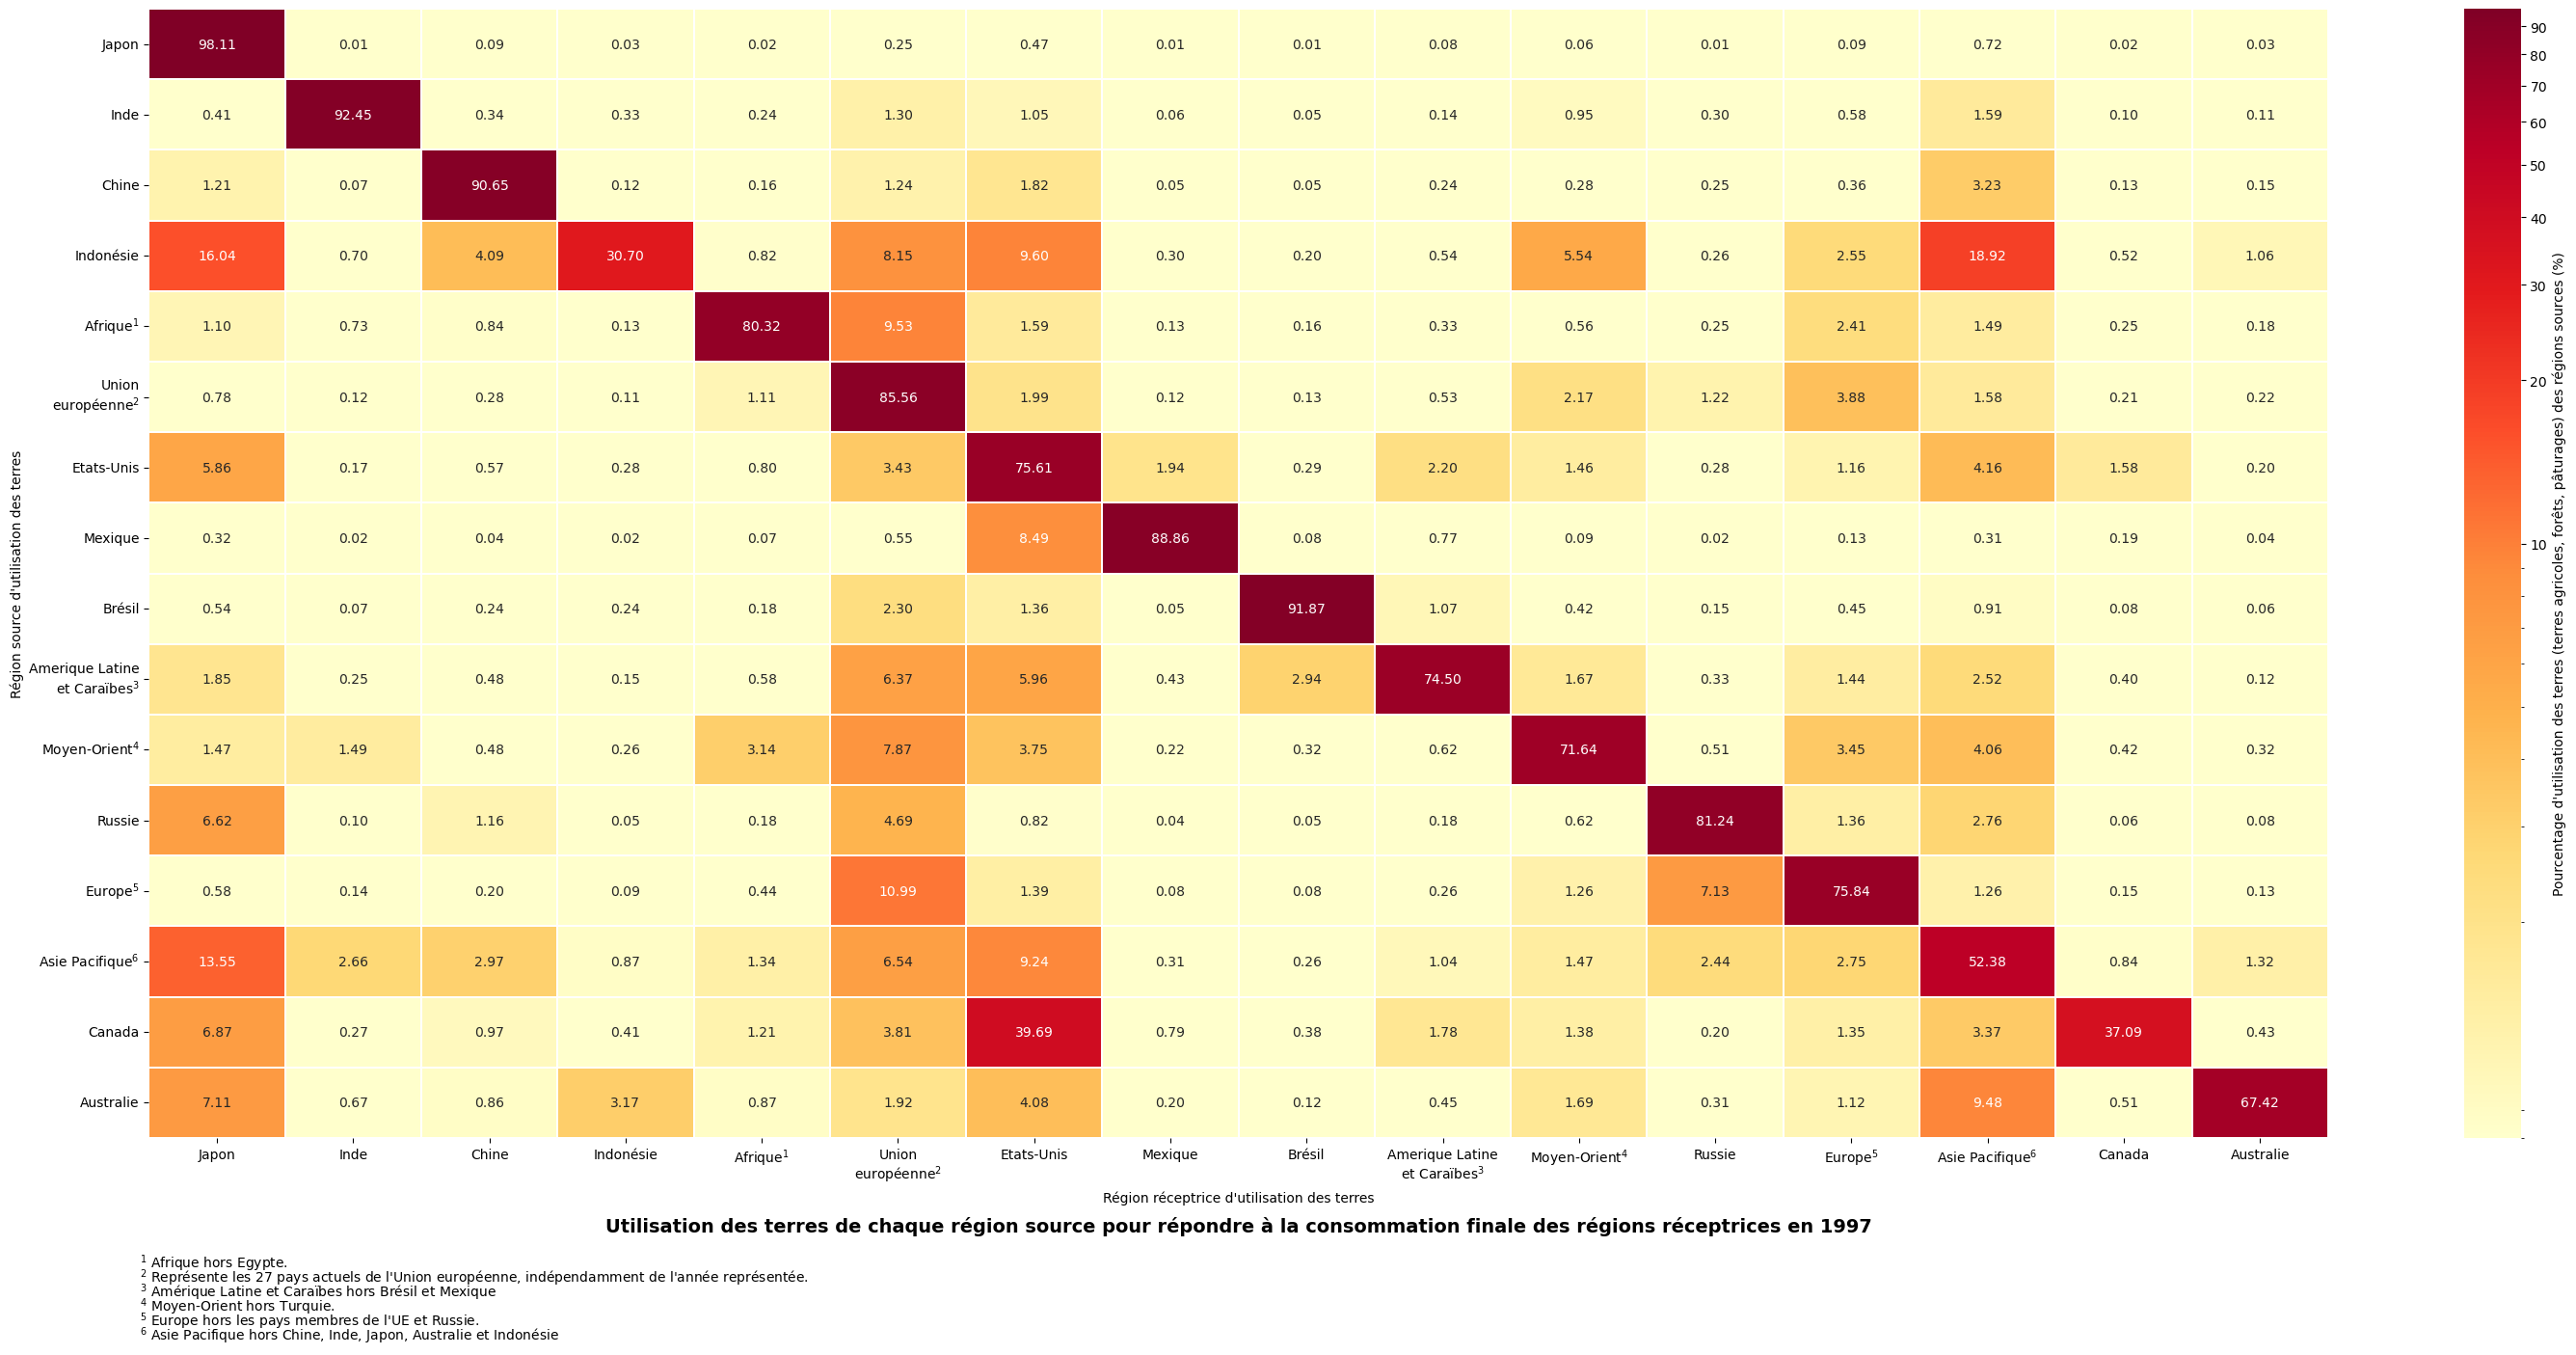 Japon 98.11 0.01 0.09 0.03 0.02 0.25 0.47 0.01 0.01 0.08 0.06 0.01 0.09 0.72 0.02 0.03
Inde 0.41 92.45 0.34 0.33 0.24 1.30 1.05 0.06 0.05 0.14 0.95 0.30 0.58 1.59 0.10 0.11
Chine 1.21 0.07 90.65 0.12 0.16 1.24 1.82 0.05 0.05 0.24 0.28 0.25 0.36 3.23 0.13 0.15
Indonésie 16.04 0.70 4.09 30.70 0.82 8.15 9.60 0.30 0.20 0.54 5.54 0.26 2.55 18.92 0.52 1.06
Afrique¹ 1.10 0.73 0.84 0.13 80.32 9.53 1.59 0.13 0.16 0.33 0.56 0.25 2.41 1.49 0.25 0.18
Union
européenne² 0.78 0.12 0.28 0.11 1.11 85.56 1.99 0.12 0.13 0.53 2.17 1.22 3.88 1.58 0.21 0.22
Etats-Unis 5.86 0.17 0.57 0.28 0.80 3.43 75.61 1.94 0.29 2.20 1.46 0.28 1.16 4.16 1.58 0.20
Mexique 0.32 0.02 0.04 0.02 0.07 0.55 8.49 88.86 0.08 0.77 0.09 0.02 0.13 0.31 0.19 0.04
Brésil 0.54 0.07 0.24 0.24 0.18 2.30 1.36 0.05 91.87 1.07 0.42 0.15 0.45 0.91 0.08 0.06
Amerique Latine
et Caraïbes³ 1.85 0.25 0.48 0.15 0.58 6.37 5.96 0.43 2.94 74.50 1.67 0.33 1.44 2.52 0.40 0.12
Moyen-Orient⁴ 1.47 1.49 0.48 0.26 3.14 7.87 3.75 0.22 0.32 0.62 71.64 0.51 3.45 4.06 0.42 0.32
Russie 6.62 0.10 1.16 0.05 0.18 4.69 0.82 0.04 0.05 0.18 0.62 81.24 1.36 2.76 0.06 0.08
Europe⁵ 0.58 0.14 0.20 0.09 0.44 10.99 1.39 0.08 0.08 0.26 1.26 7.13 75.84 1.26 0.15 0.13
Asie Pacifique⁶ 13.55 2.66 2.97 0.87 1.34 6.54 9.24 0.31 0.26 1.04 1.47 2.44 2.75 52.38 0.84 1.32
Canada 6.87 0.27 0.97 0.41 1.21 3.81 39.69 0.79 0.38 1.78 1.38 0.20 1.35 3.37 37.09 0.43
Australie 7.11 0.67 0.86 3.17 0.87 1.92 4.08 0.20 0.12 0.45 1.69 0.31 1.12 9.48 0.51 67.42
Région source d'utilisation des terres
Japon Inde Chine Indonésie Afrique¹ Union Etats-Unis Mexique Brésil Amerique Latine Moyen-Orient⁴ Russie Europe⁵ Asie Pacifique⁶ Canada Australie
européenne² et Caraïbes³
Région réceptrice d'utilisation des terres
90
80
70
60
50
40
30
20
10
Pourcentage d'utilisation des terres (terres agricoles, forêts, pâturages) des régions sources (%)
Utilisation des terres de chaque région source pour répondre à la consommation finale des régions réceptrices en 1997
¹ Afrique hors Egypte.
² Représente les 27 pays actuels de l'Union européenne, indépendamment de l'année représentée.
³ Amérique Latine et Caraïbes hors Brésil et Mexique
⁴ Moyen-Orient hors Turquie.
⁵ Europe hors les pays membres de l'UE et Russie.
⁶ Asie Pacifique hors Chine, Inde, Japon, Australie et Indonésie